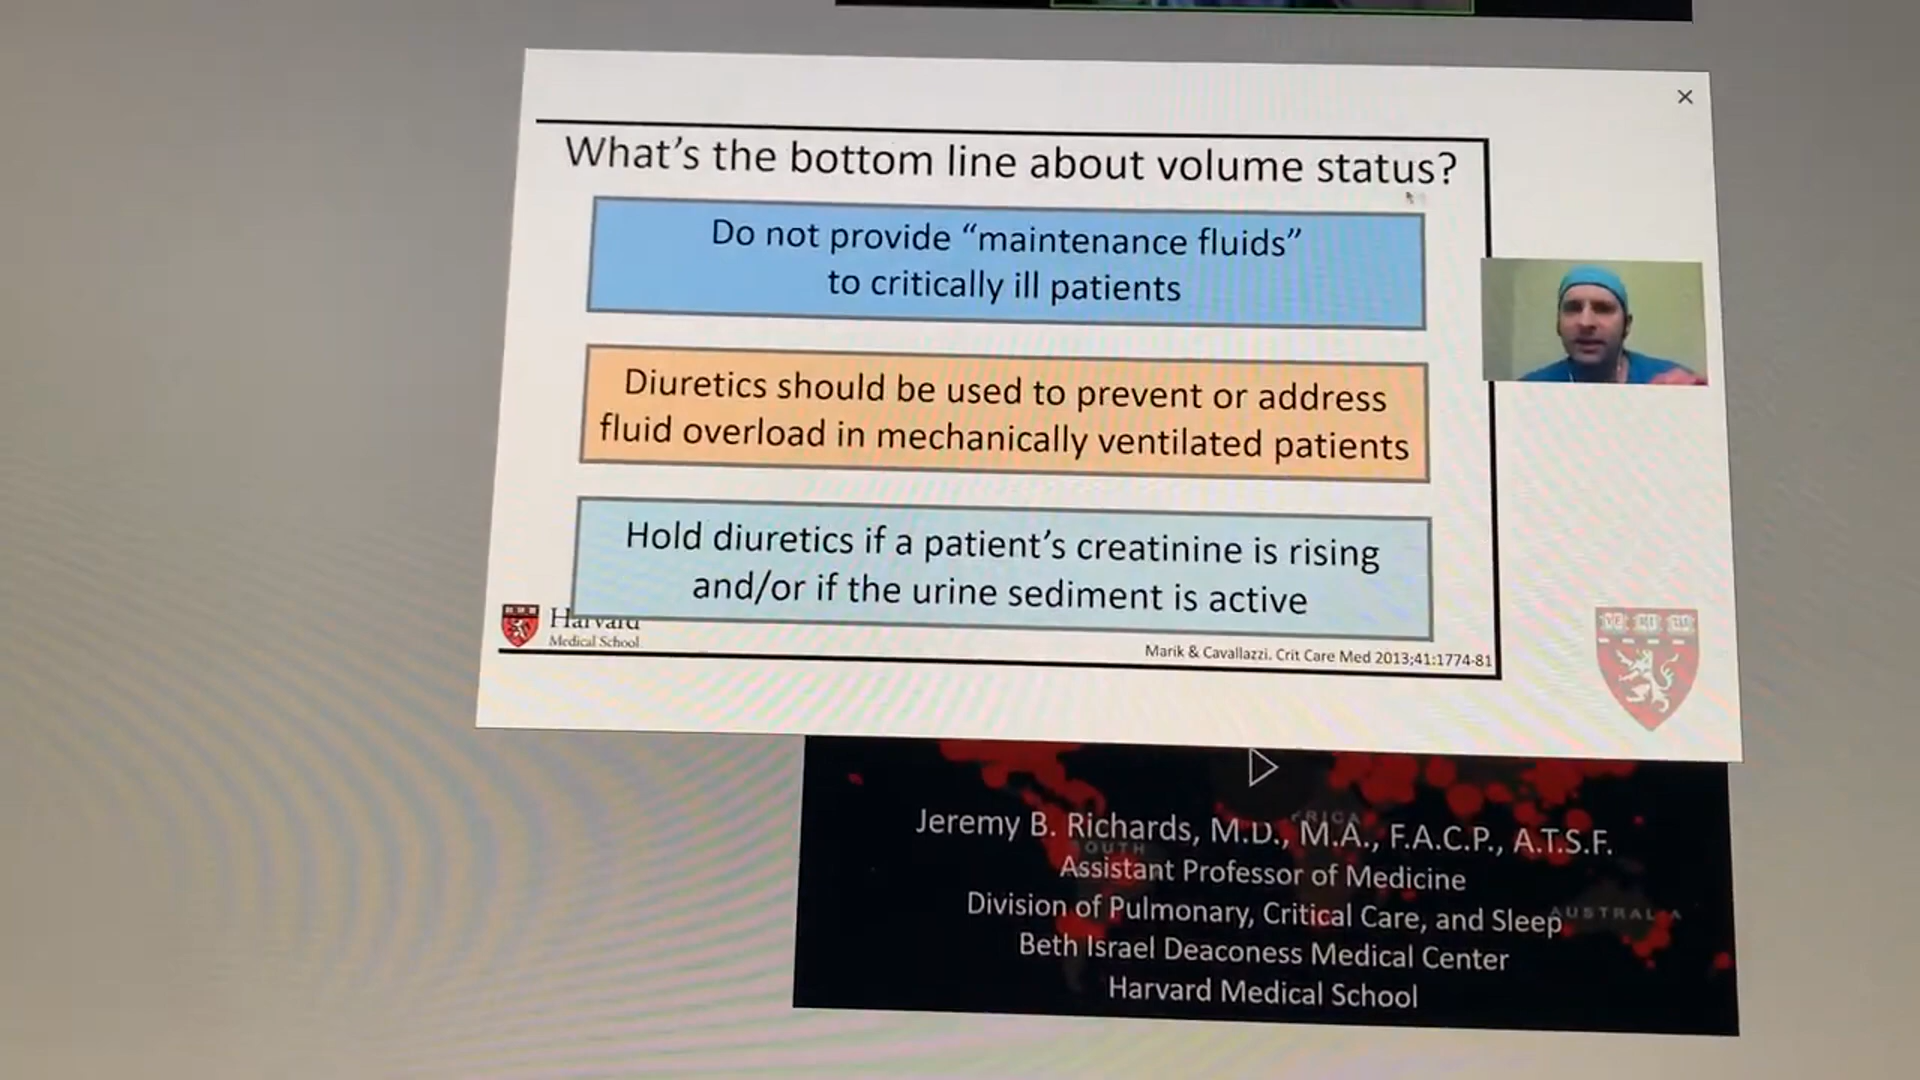 What's the bottom line about volume status?
Do not provide “maintenance fluids”
to critically ill patients
Diuretics should be used to prevent or address
fluid overload in mechanically ventilated patients
Hold diuretics if a patient's creatinine is rising
and/or if the urine sediment is active
Harvard
Medical School
Marik & Cavallazzi. Crit Care Med 2013;41:1774-81
Jeremy B. Richards, M.D., M.A., F.A.C.P., A.T.S.F.
Assistant Professor of Medicine
Division of Pulmonary, Critical Care, and Sleep
AUSTRALIA
Beth Israel Deaconess Medical Center
Harvard Medical School